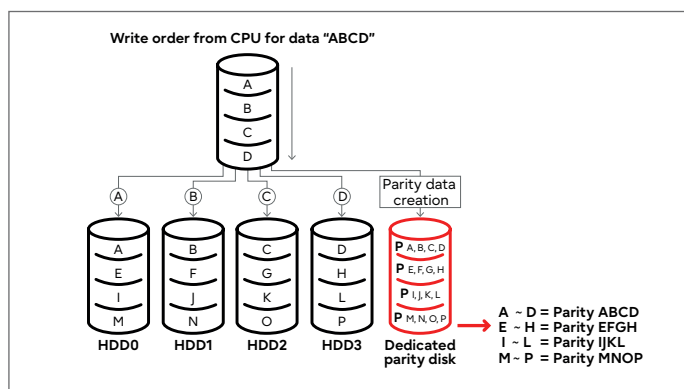 Write order from CPU for data “ABCD”
A
B
C
D
A
B
C
D
Parity data
creation
A
E
I
M
B
F
J
N
C
G
K
O
D
H
L
P
P A, B, C, D
P E, F, G, H
P I, J, K, L
P M, N, O, P
HDD0
HDD1
HDD2
HDD3
Dedicated
parity disk
A ~ D = Parity ABCD
E ~ H = Parity EFGH
I ~ L = Parity IJKL
M ~ P = Parity MNOP